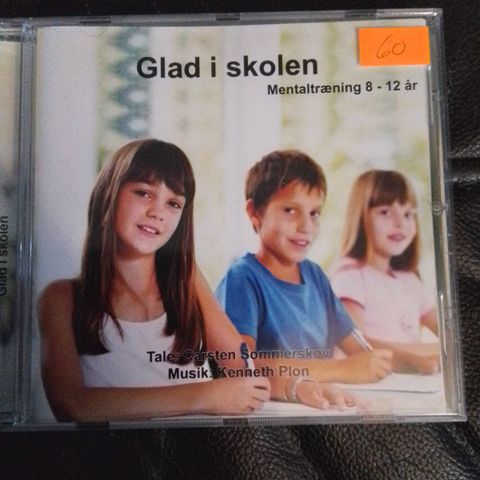 60
Glad i skolen
Mentaltræning 8 - 12 år
Tale: Carsten Sommerskov
Musik: Kenneth Plon
Glad i skolen